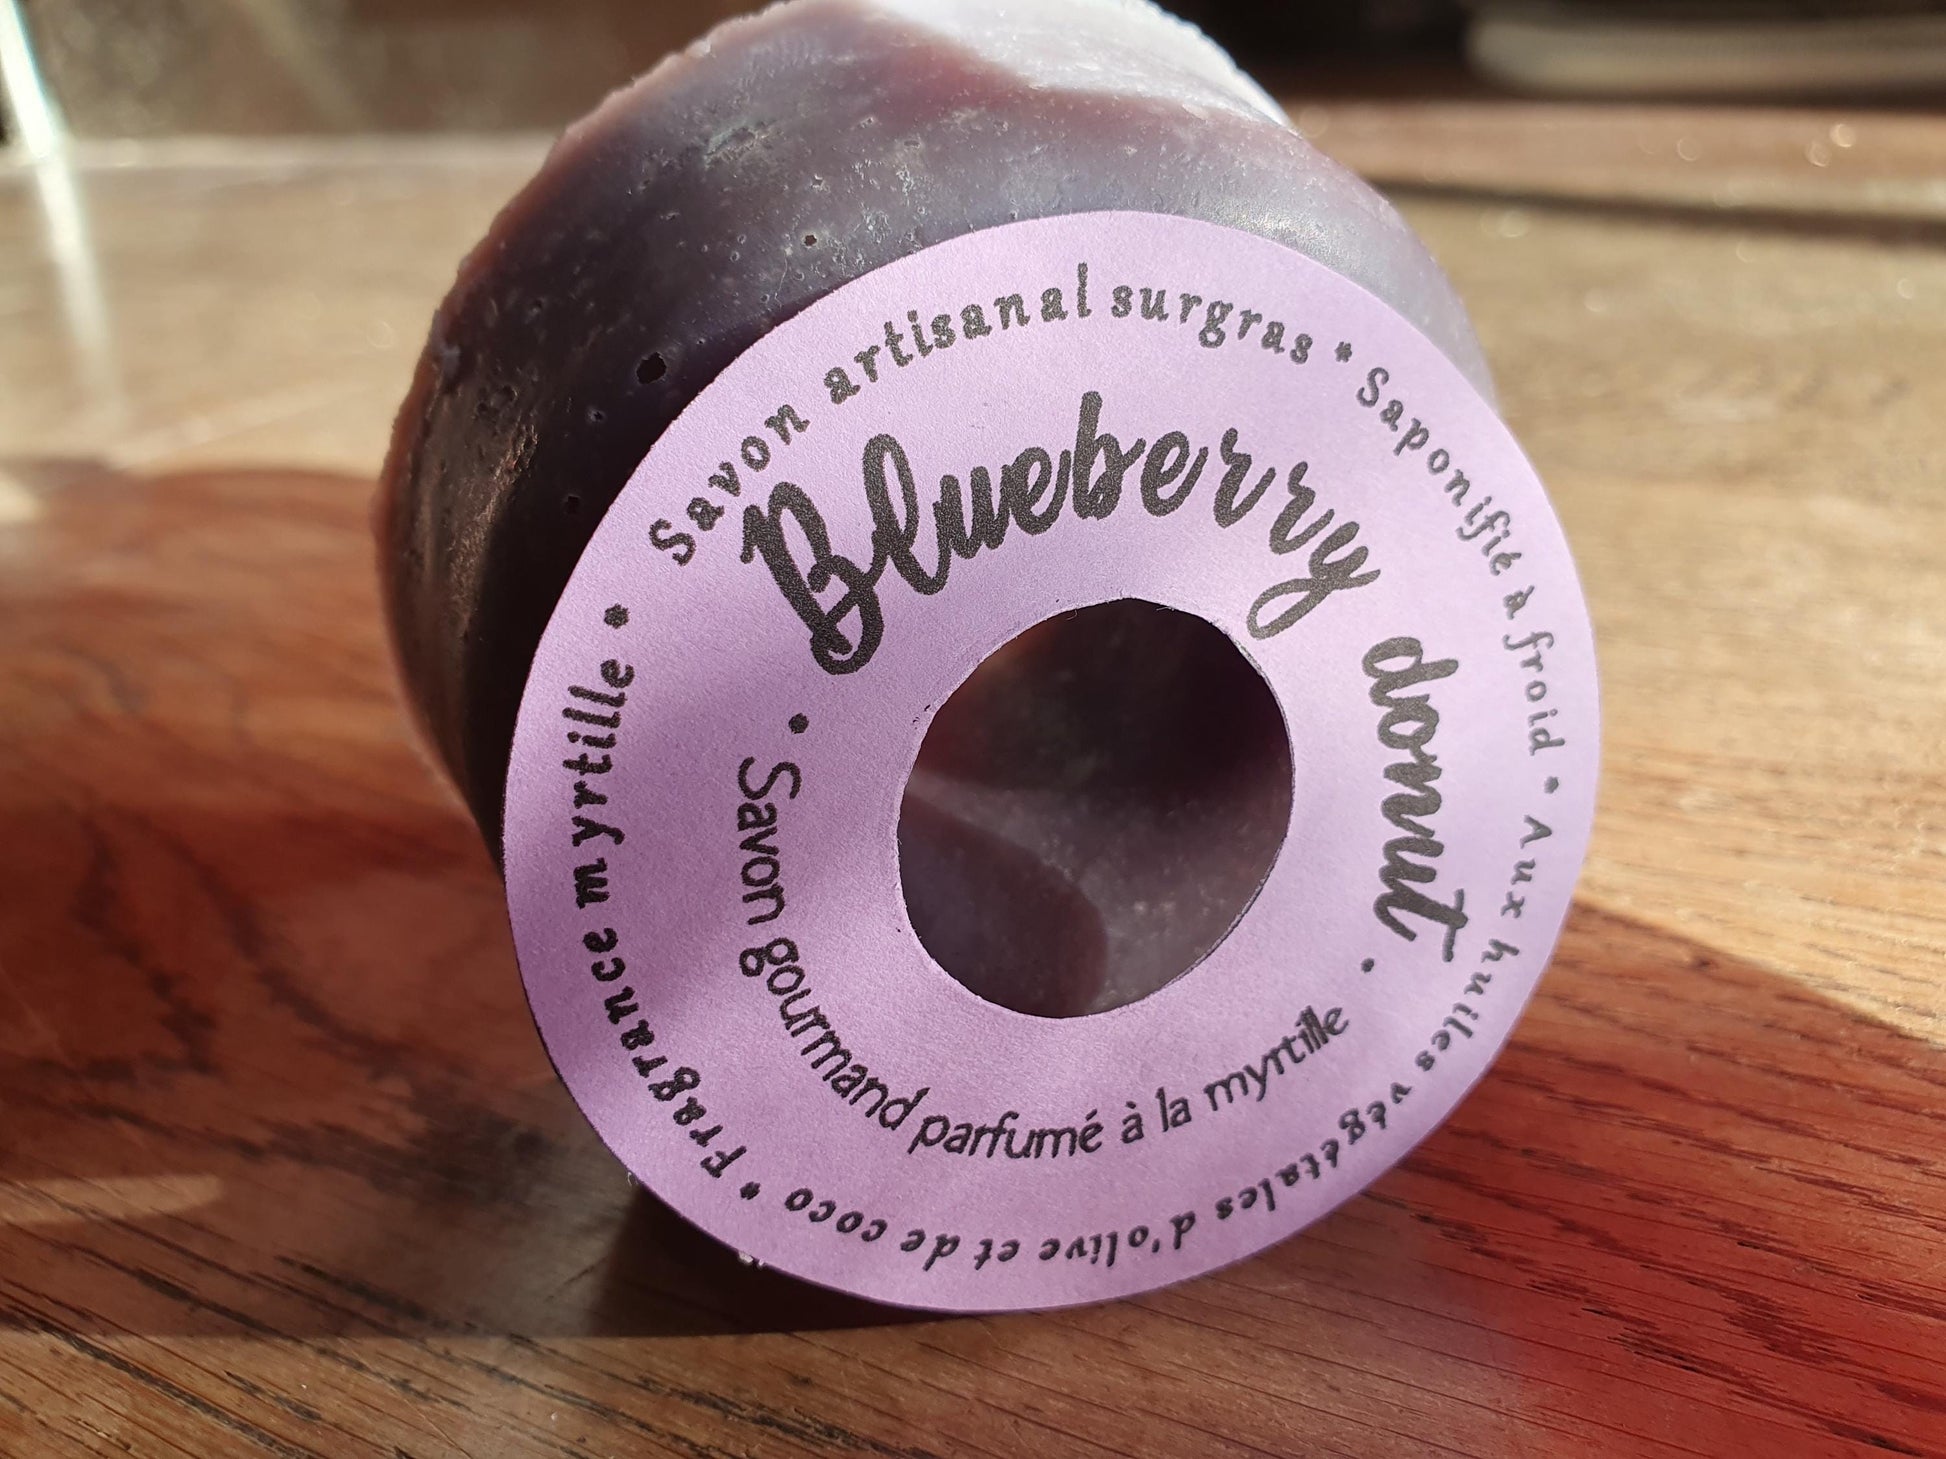 Savon artisanal surgras * Saponifié à froid • Aux huiles végétales d'olive et de coco • Fragrance myrtille •
Blueberry donut
• Savon gourmand parfumé à la myrtille •